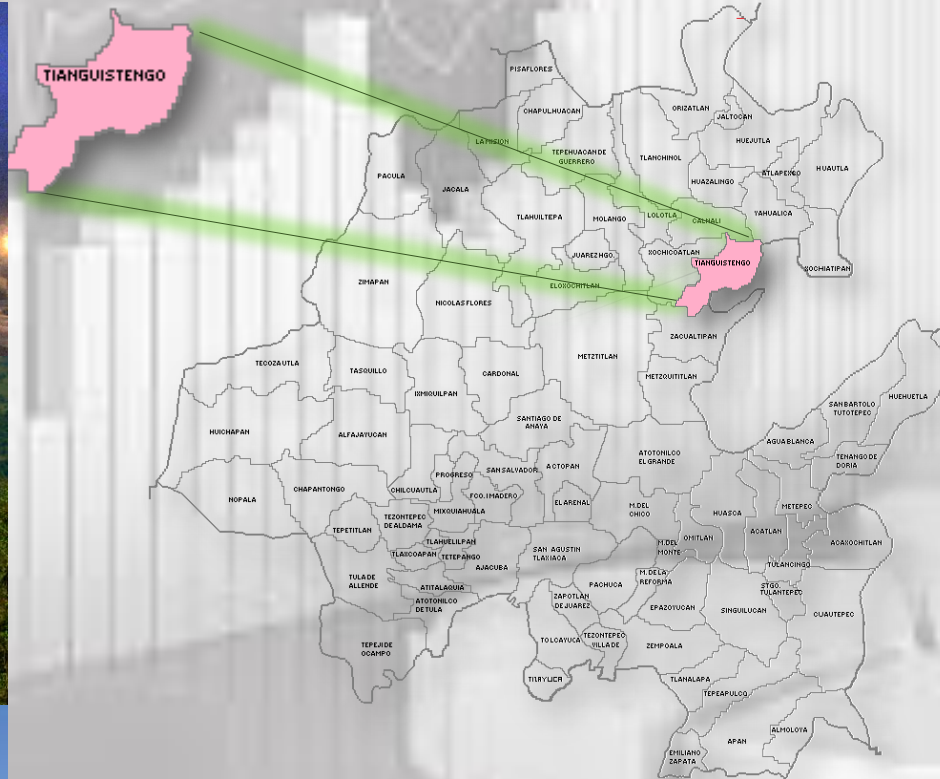 TIANGUISTENGO
PISAFLORES
CHAPULHUACAN
ORIZATLAN
JALTOCAN
LA MISION
HUEJUTLA
TEPEHUACAN DE
GUERRERO
TLANCHINOL
HUAUTLA
PACULA
ATLAPEXCO
JACALA
HUAZALINGO
TLAHUILTEPA
MOLANGO
LOLOTLA
CALNALI
YAHUALICA
JUAREZ HGO.
XOCHICOATLAN
TIANGUISTENGO
XOCHIATIPAN
ZIMAPAN
ELOXOCHITLAN
NICOLAS FLORES
ZACUALTIPAN
METZTITLAN
TECOZAUTLA
TASQUILLO
CARDONAL
METZQUITITLAN
IXMIQUILPAN
HUEHUETLA
SAN BARTOLO
TUTOTEPEC
SANTIAGO DE
ANAYA
HUICHAPAN
ALFAJAYUCAN
AGUA BLANCA
ATOTONILCO
EL GRANDE
TENANGO DE
DORIA
PROGRESO
SAN SALVADOR
ACTOPAN
CHAPANTONGO
CHILCUAUTLA
FCO. I MADERO
NOPALA
EL ARENAL
M. DEL
CHICO
METEPEC
MIXQUIAHUALA
HUASCA
TEZONTEPEC
DE ALDAMA
TEPETITLAN
ACATLAN
OMITLAN
TLAHUELILPAN
ACAXOCHITLAN
M. DEL
MONTE
TLAXCOAPAN
TETEPANGO
SAN AGUSTIN
TLAXIACA
AJACUBA
TULANCINGO
TULA DE
ALLENDE
M. DE LA
REFORMA
PACHUCA
ATITALAQUIA
STGO.
TULANTEPEC
ZAPOTLAN
DE JUAREZ
ATOTONILCO
DE TULA
EPAZOYUCAN
SINGUILUCAN
CUAUTEPEC
TOLCAYUCA
TEZONTEPEC
VILLA DE
ZEMPOALA
TEPEJI DE
OCAMPO
TLANALAPA
TEPEAPULCO
ALMOLOYA
APAN
EMILIANO
ZAPATA